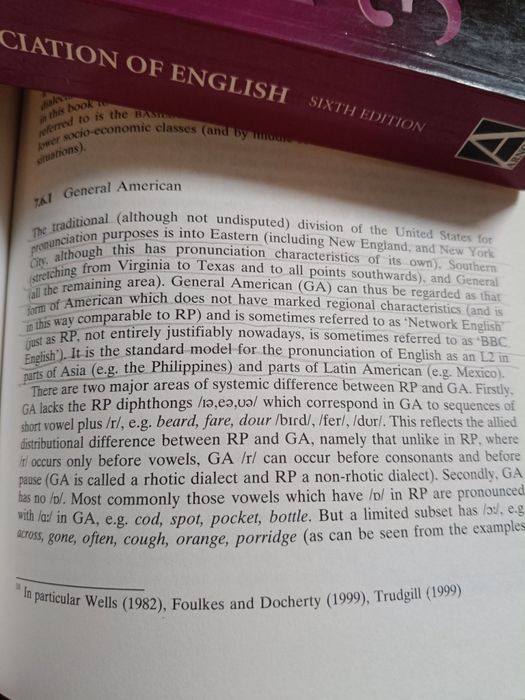 CIATION OF ENGLISH SIXTH EDITION
A
in this book
referred to is the
lower socio-economic classes (and by middle
situations).
7.6.1 General American
The traditional (although not undisputed) division of the United States for
pronunciation purposes is into Eastern (including New England, and New York
City, although this has pronunciation characteristics of its own), Southern
(stretching from Virginia to Texas and to all points southwards), and General
(all the remaining area). General American (GA) can thus be regarded as that
form of American which does not have marked regional characteristics (and is
in this way comparable to RP) and is sometimes referred to as ‘Network English’
(just as RP, not entirely justifiably nowadays, is sometimes referred to as ‘BBC
English’). It is the standard model for the pronunciation of English as an L2 in
parts of Asia (e.g. the Philippines) and parts of Latin American (e.g. Mexico).
There are two major areas of systemic difference between RP and GA. Firstly,
GA lacks the RP diphthongs /ɪə,eə,ʊə/ which correspond in GA to sequences of
short vowel plus /r/, e.g. beard, fare, dour /bɪrd/, /fer/, /dʊr/. This reflects the allied
distributional difference between RP and GA, namely that unlike in RP, where
/r/ occurs only before vowels, GA /r/ can occur before consonants and before
pause (GA is called a rhotic dialect and RP a non-rhotic dialect). Secondly, GA
has no /ɒ/. Most commonly those vowels which have /ɒ/ in RP are pronounced
with /ɑː/ in GA, e.g. cod, spot, pocket, bottle. But a limited subset has /ɔː/, e.g
across, gone, often, cough, orange, porridge (as can be seen from the examples
In particular Wells (1982), Foulkes and Docherty (1999), Trudgill (1999)